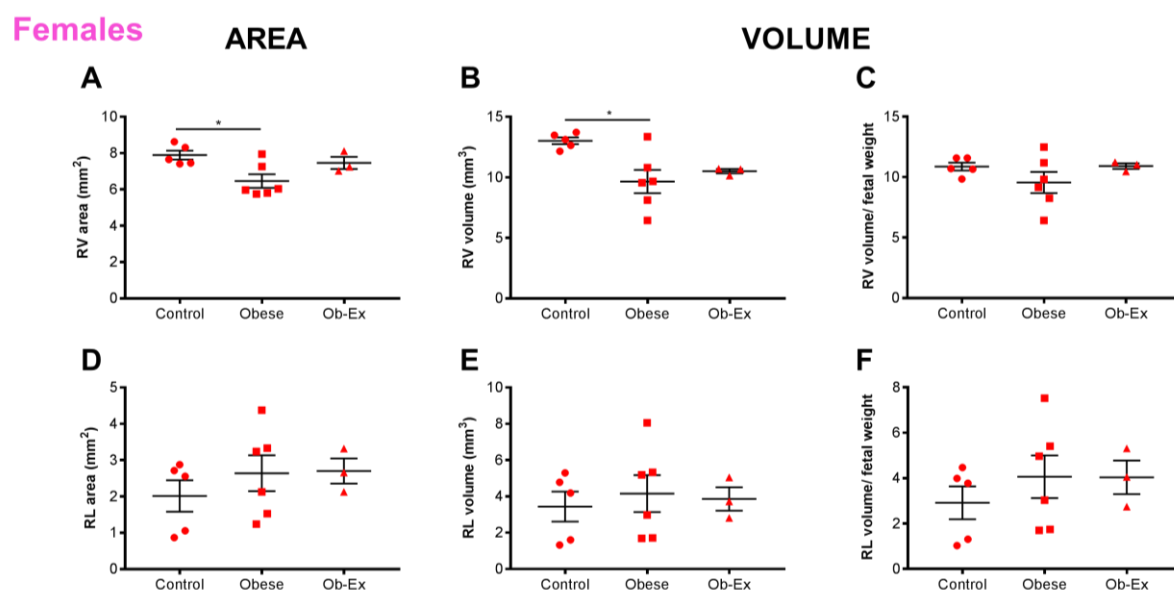 Females
AREA
VOLUME
A
RV area (mm²)
10
8
6
4
2
0
*
Control Obese Ob-Ex
B
RV volume (mm³)
15
10
5
0
*
Control Obese Ob-Ex
C
RV volume/ fetal weight
15
10
5
0
Control Obese Ob-Ex
D
RL area (mm²)
5
4
3
2
1
0
Control Obese Ob-Ex
E
RL volume (mm³)
10
8
6
4
2
0
Control Obese Ob-Ex
F
RL volume/ fetal weight
8
6
4
2
0
Control Obese Ob-Ex